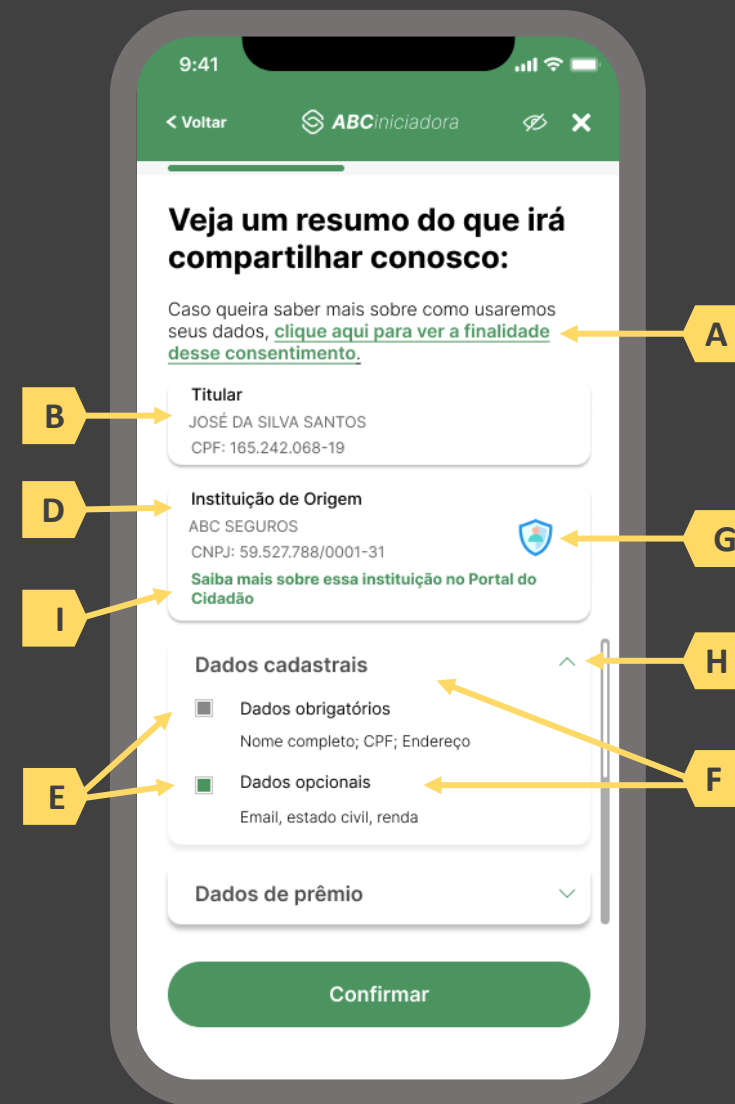 9:41
< Voltar
ABCiniciadora
Veja um resumo do que irá
compartilhar conosco:
Caso queira saber mais sobre como usaremos
seus dados, clique aqui para ver a finalidade
desse consentimento.
A
Titular
B
JOSÉ DA SILVA SANTOS
CPF: 165.242.068-19
Instituição de Origem
D
ABC SEGUROS
G
CNPJ: 59.527.788/0001-31
Saiba mais sobre essa instituição no Portal do
Cidadão
I
Dados cadastrais
H
Dados obrigatórios
Nome completo; CPF; Endereço
Dados opcionais
F
E
Email, estado civil, renda
Dados de prêmio
Confirmar